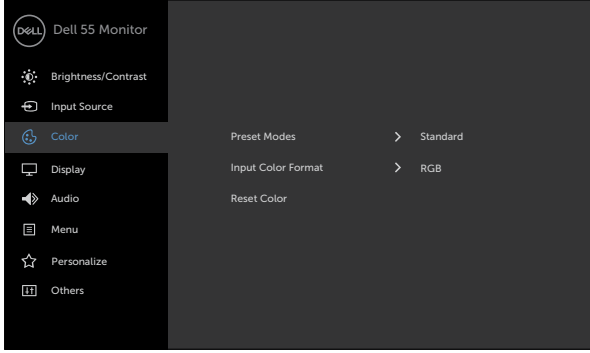 DELL Dell 55 Monitor
Brightness/Contrast
Input Source
Color Preset Modes Standard
Display Input Color Format RGB
Audio Reset Color
Menu
Personalize
Others